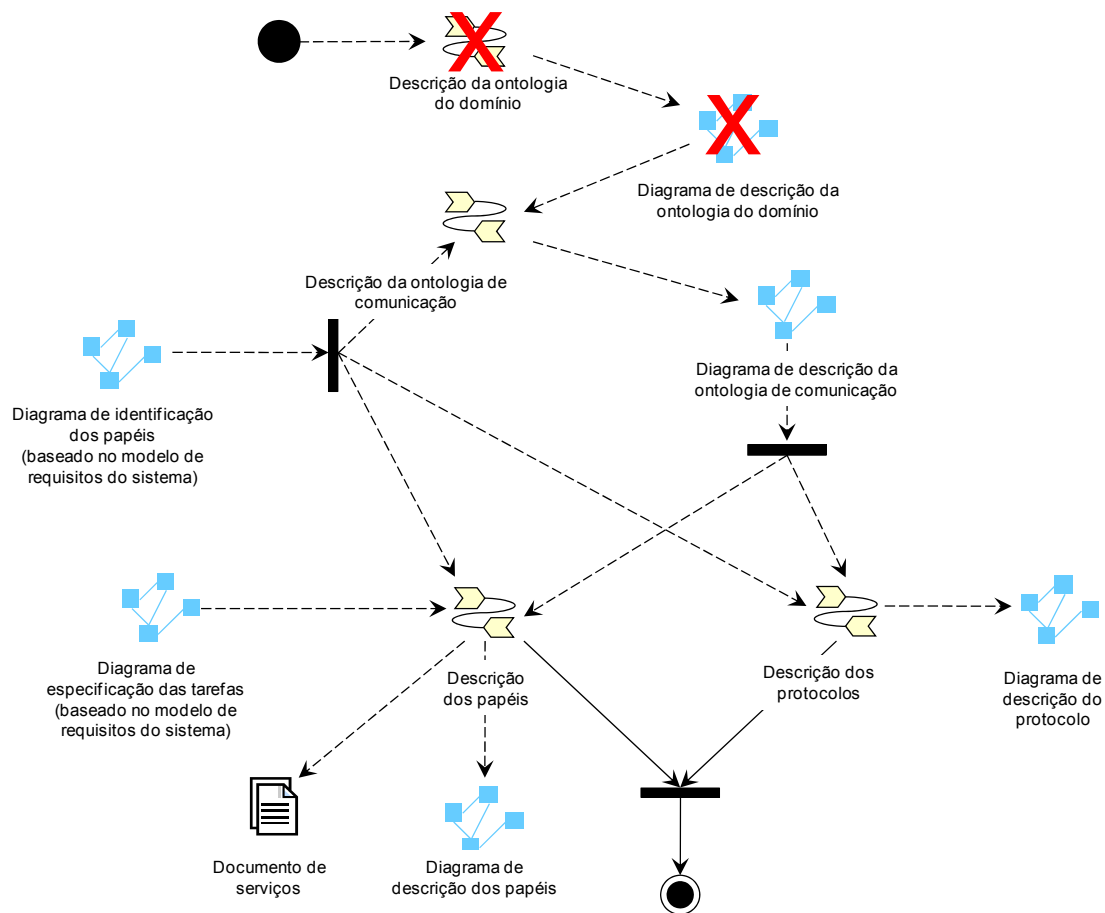 Descrição da ontologia
do domínio
Diagrama de descrição da
ontologia do domínio
Descrição da ontologia de
comunicação
Diagrama de descrição da
ontologia de comunicação
Diagrama de identificação
dos papéis
(baseado no modelo de
requisitos do sistema)
Diagrama de
especificação das tarefas
(baseado no modelo de
requisitos do sistema)
Descrição
dos papéis
Descrição dos
protocolos
Diagrama de
descrição do
protocolo
Documento de
serviços
Diagrama de
descrição dos papéis